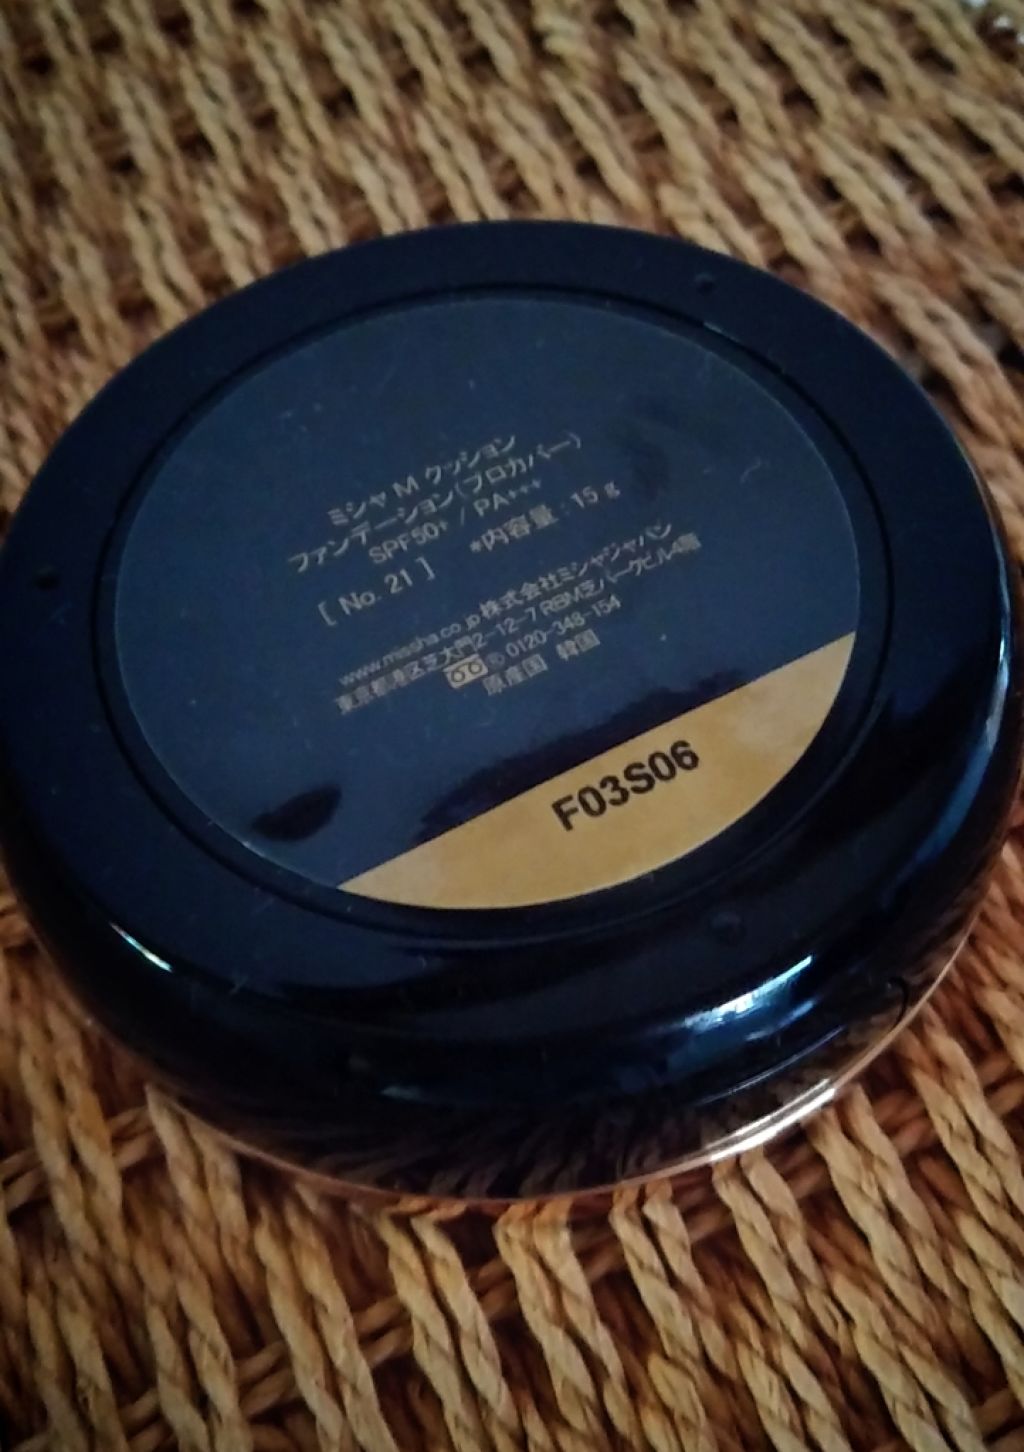 ミシャ M クッション
ファンデーション(プロカバー)
SPF50+ / PA+++
[ No. 21 ] *内容量 : 15 g
www.missha.co.jp 株式会社ミシャジャパン
東京都港区芝大門2-12-7 RBM芝パークビル4階
0120-348-154
原産国 韓国
F03S06